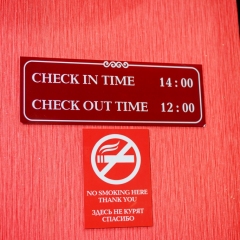 CHECK IN TIME 14:00
CHECK OUT TIME 12:00
NO SMOKING HERE
THANK YOU
ЗДЕСЬ НЕ КУРЯТ
СПАСИБО